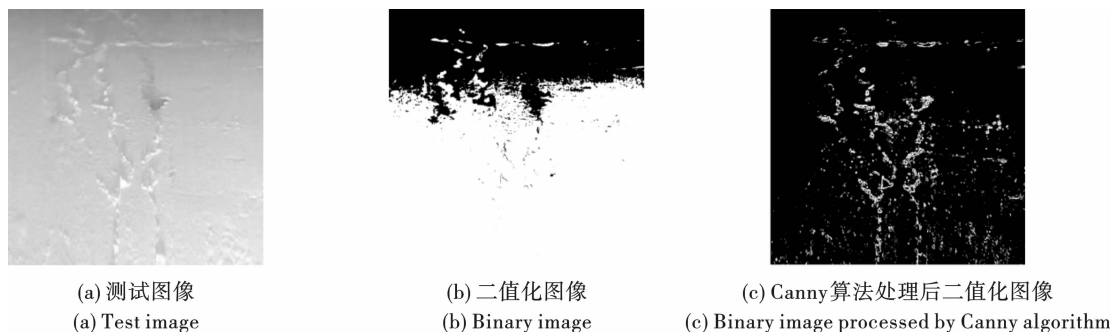 (a) 测试图像
(a) Test image
(b) 二值化图像
(b) Binary image
(c) Canny算法处理后二值化图像
(c) Binary image processed by Canny algorithm